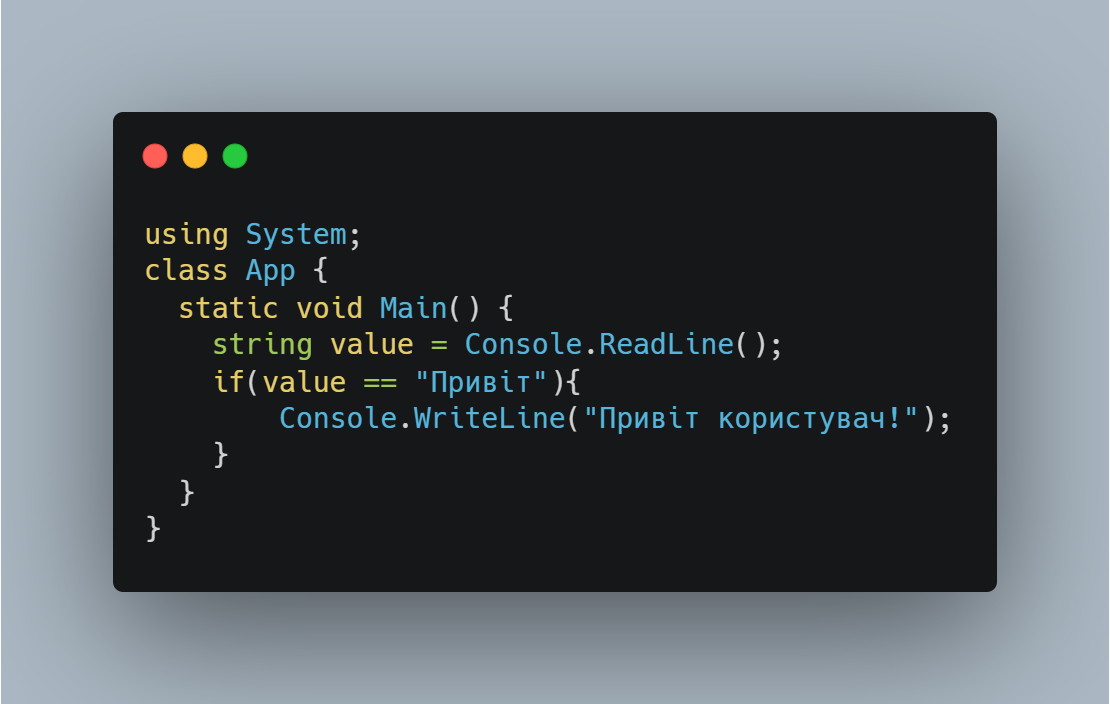 using System;
class App {
  static void Main() {
    string value = Console.ReadLine();
    if(value == "Привіт"){
        Console.WriteLine("Привіт користувач!");
    }
  }
}